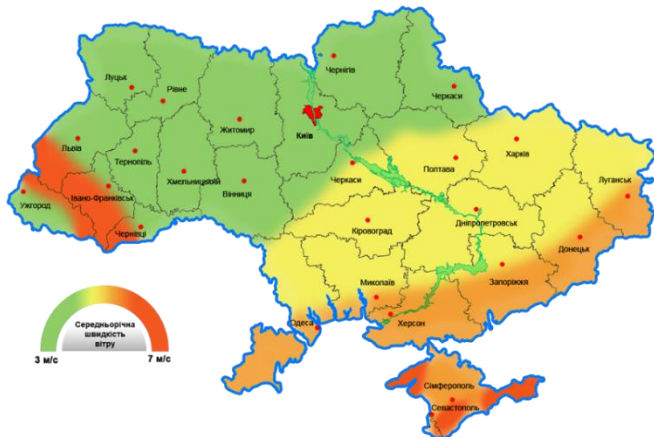 Чернігів
Луцьк
Рівне
Черкаси
Житомир
Київ
Львів
Харків
Тернопіль
Черкаси
Полтава
Хмельницький
Луганськ
Вінниця
Ужгород
Івано-Франківськ
Дніпропетровськ
Чернівці
Кіровоград
Донецьк
Запоріжжя
Миколаїв
Одеса
Херсон
Середньорічна
швидкість
вітру
3 м/с
7 м/с
Сімферополь
Севастополь